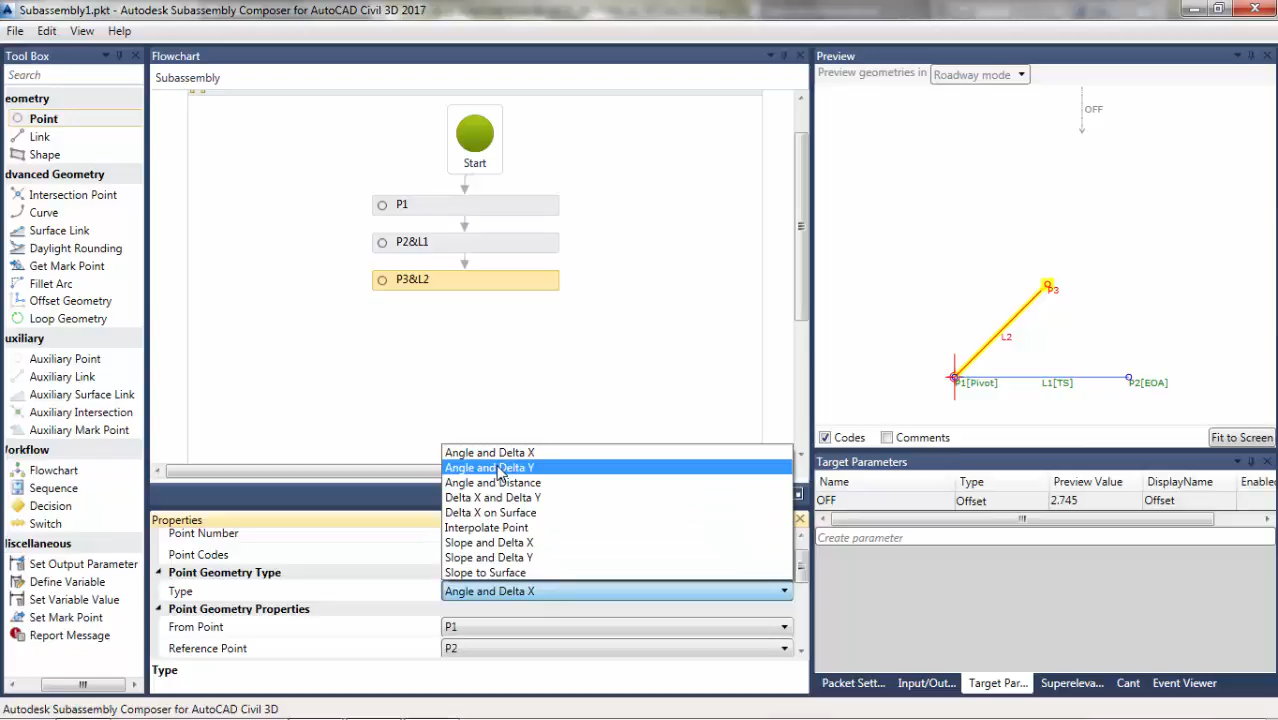 Subassembly1.pkt - Autodesk Subassembly Composer for AutoCAD Civil 3D 2017
File Edit View Help
Tool Box
Search
eometry
Point
Link
Shape
dvanced Geometry
Intersection Point
Curve
Surface Link
Daylight Rounding
Get Mark Point
Fillet Arc
Offset Geometry
Loop Geometry
uxiliary
Auxiliary Point
Auxiliary Link
Auxiliary Surface Link
Auxiliary Intersection
Auxiliary Mark Point
orkflow
Flowchart
Sequence
Decision
Switch
iscellaneous
Set Output Parameter
Define Variable
Set Variable Value
Set Mark Point
Report Message
Flowchart
Subassembly
Start
P1
P2&L1
P3&L2
Properties
Point Number
Point Codes
Point Geometry Type
Type Angle and Delta X
Point Geometry Properties
From Point P1
Reference Point P2
Type
Angle and Delta X
Angle and Delta Y
Angle and Distance
Delta X and Delta Y
Delta X on Surface
Interpolate Point
Slope and Delta X
Slope and Delta Y
Slope to Surface
Preview
Preview geometries in Roadway mode
OFF
P3
L2
P1[Pivot] L1[TS] P2[EOA]
Codes Comments Fit to Screen
Target Parameters
Name Type Preview Value DisplayName Enabled
OFF Offset 2.745 Offset
Create parameter
Packet Sett... Input/Out... Target Par... Supereleva... Cant Event Viewer
Autodesk Subassembly Composer for AutoCAD Civil 3D